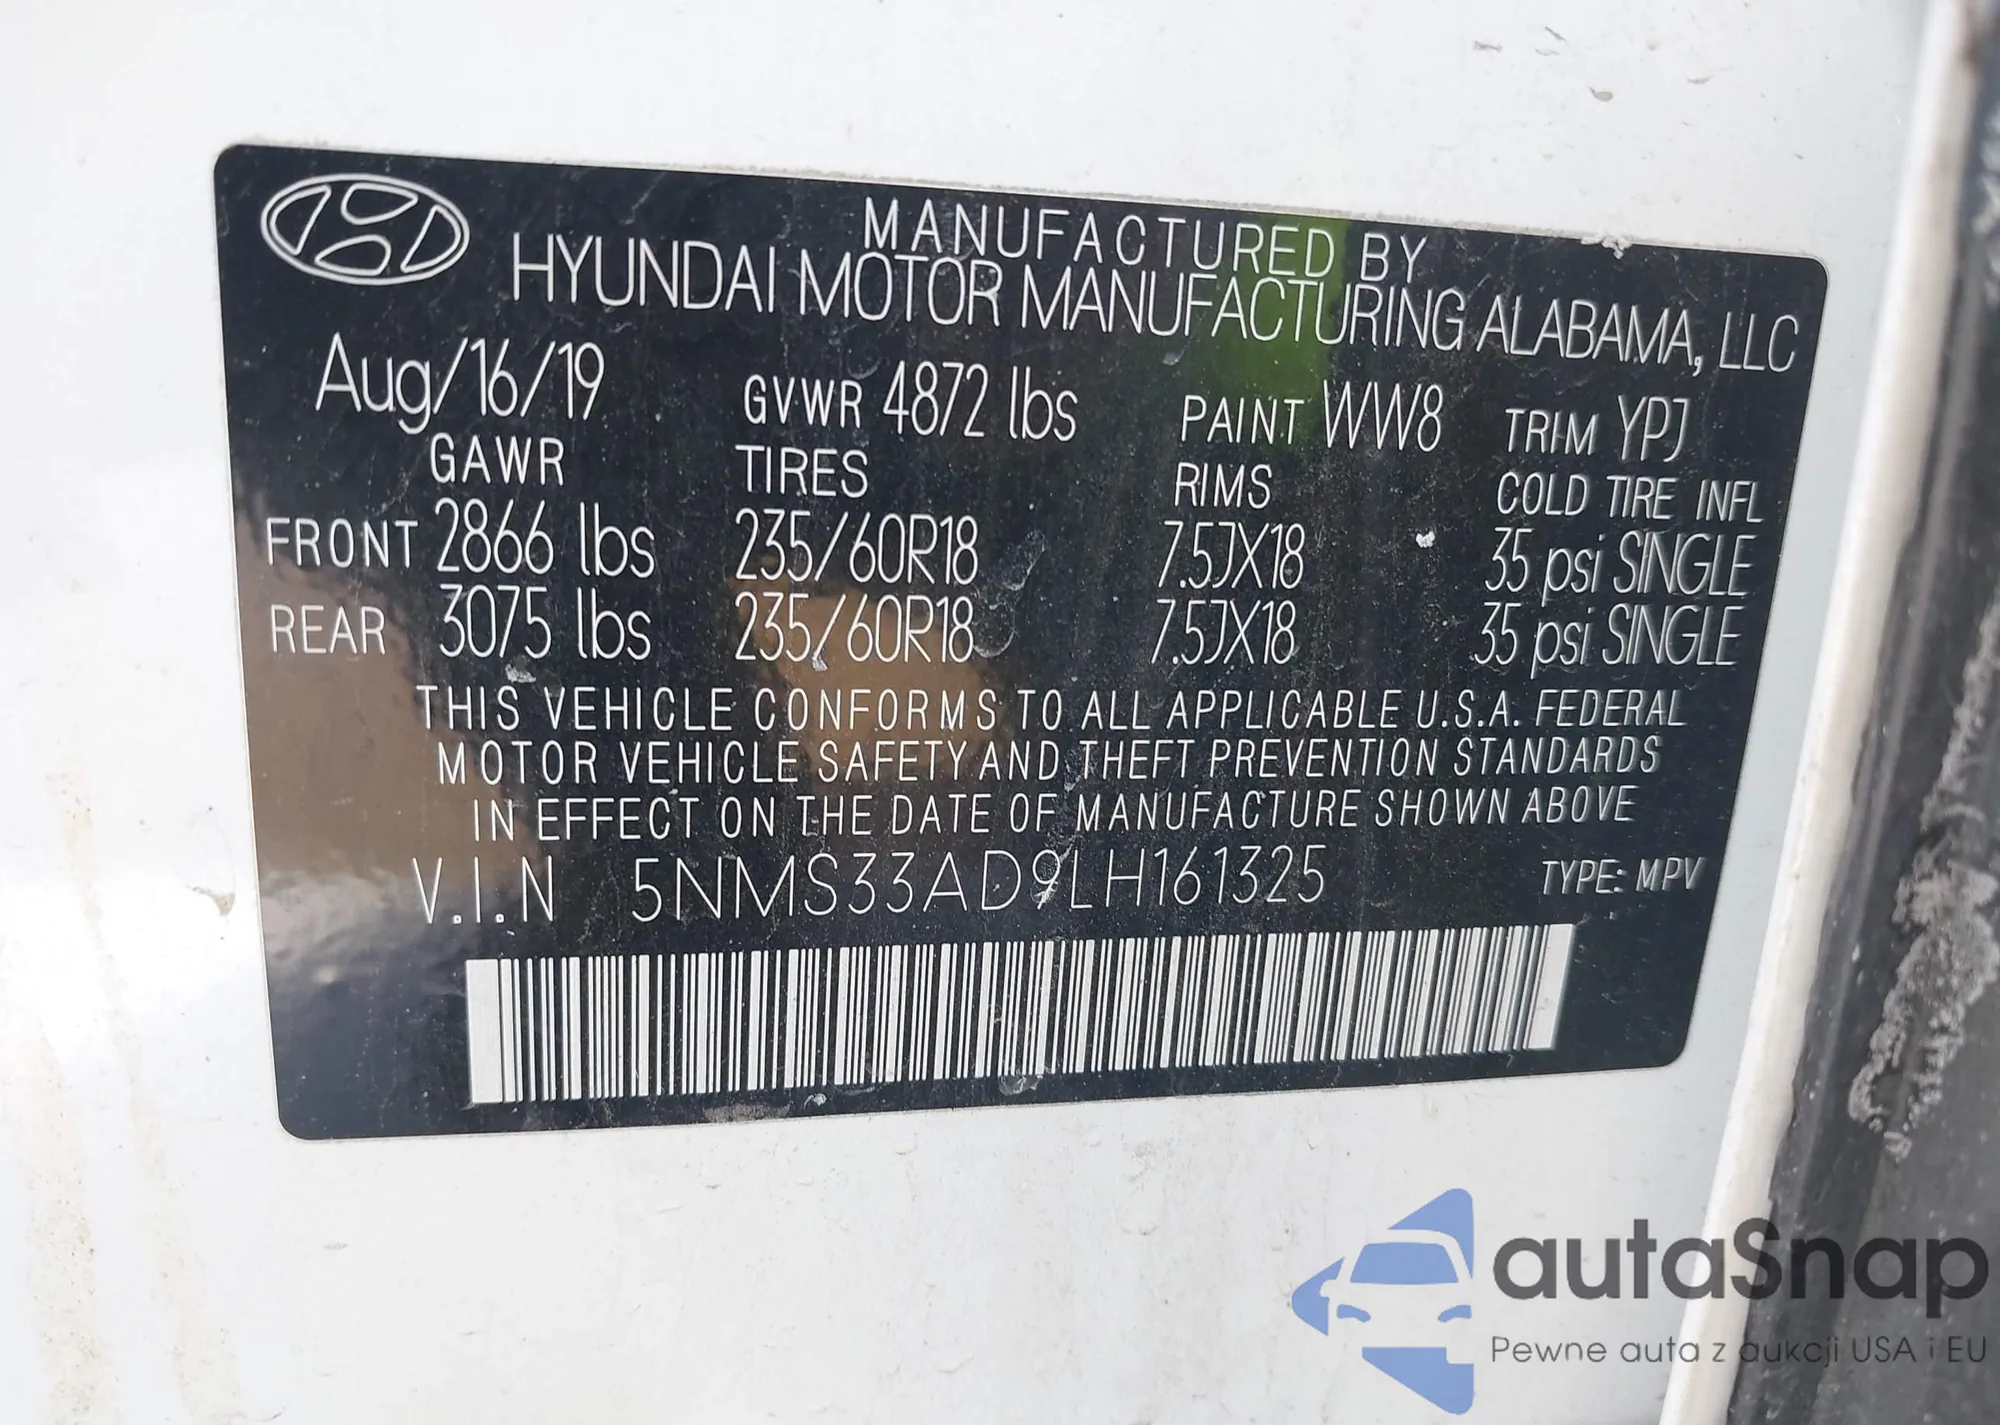 MANUFACTURED BY
HYUNDAI MOTOR MANUFACTURING ALABAMA, LLC
Aug/16/19 GVWR 4872 lbs PAINT WW8 TRIM YPJ
GAWR TIRES RIMS COLD TIRE INFL
FRONT 2866 lbs 235/60R18 7.5JX18 35 psi SINGLE
REAR 3075 lbs 235/60R18 7.5JX18 35 psi SINGLE
THIS VEHICLE CONFORMS TO ALL APPLICABLE U.S.A. FEDERAL
MOTOR VEHICLE SAFETY AND THEFT PREVENTION STANDARDS
IN EFFECT ON THE DATE OF MANUFACTURE SHOWN ABOVE
V.I.N 5NMS33AD9LH161325 TYPE: MPV
autaSnap
Pewne auta z aukcji USA i EU